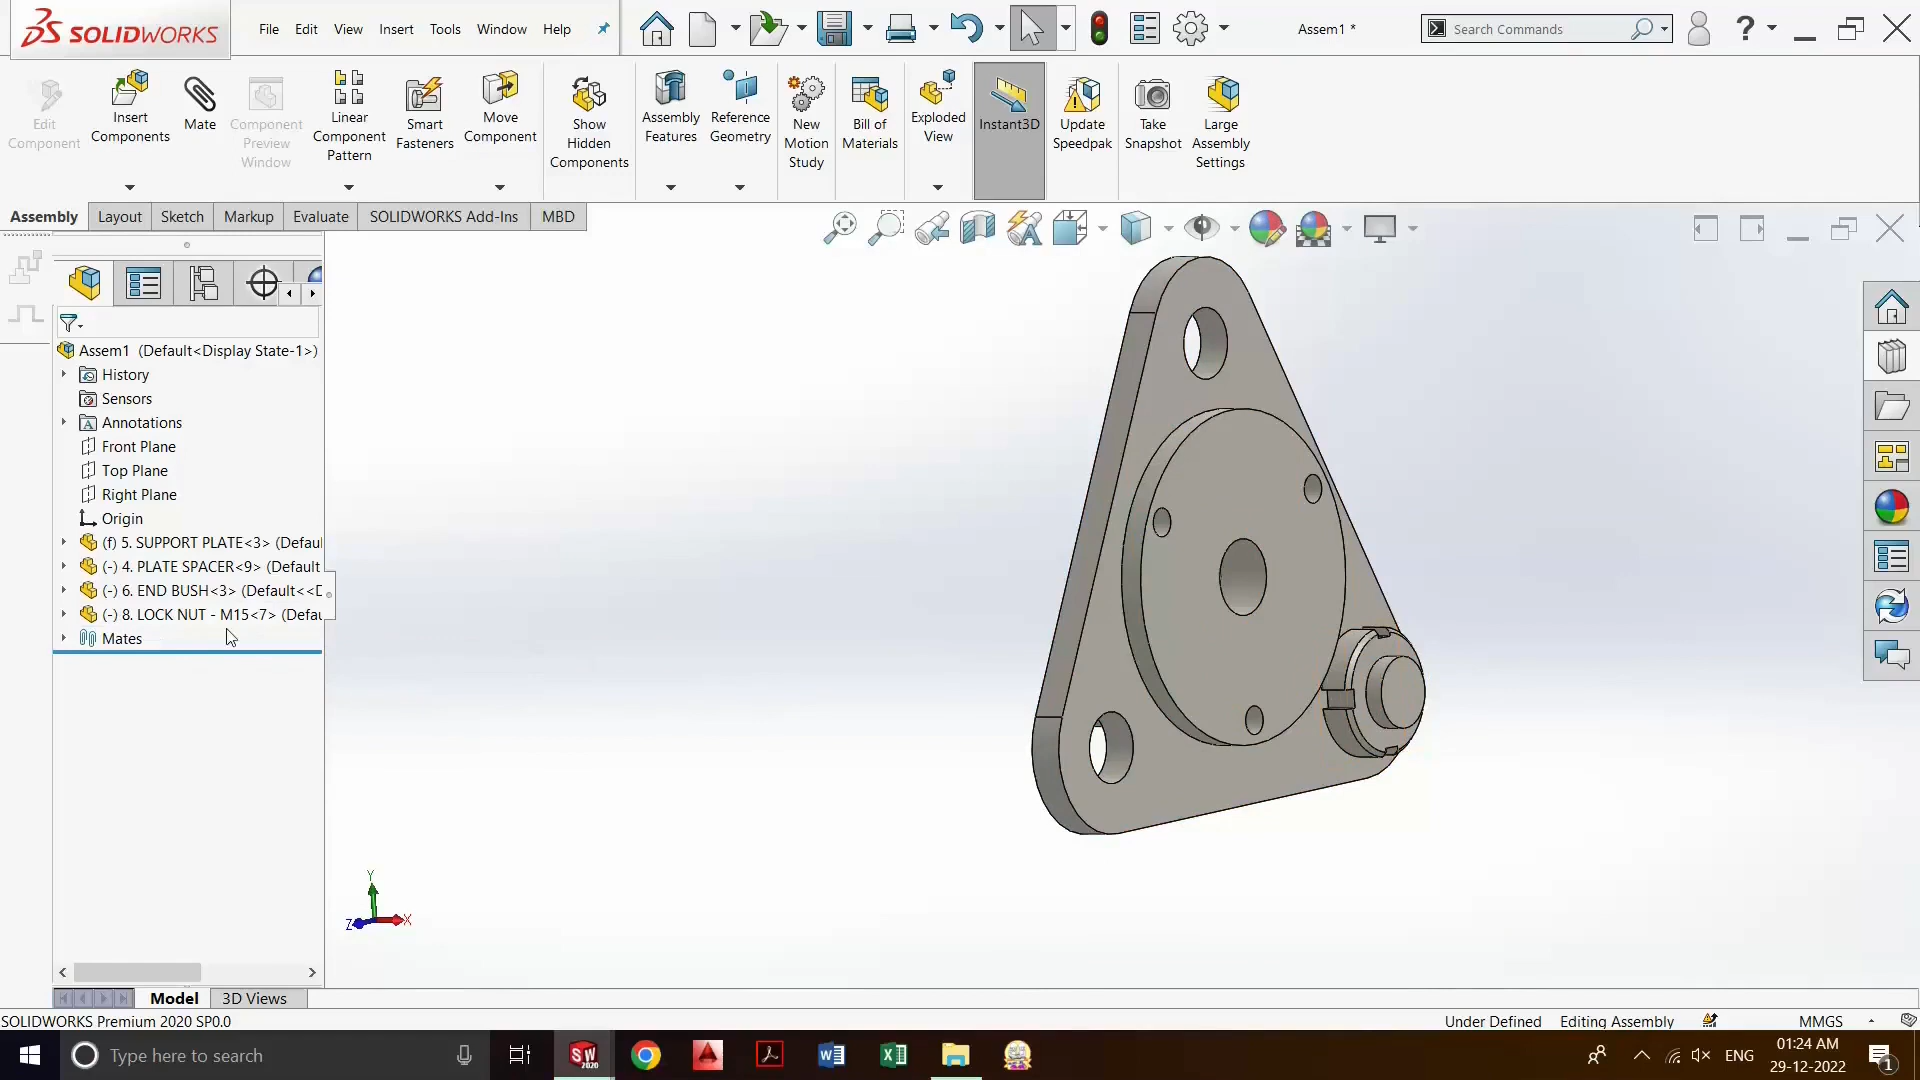 SOLIDWORKS
File Edit View Insert Tools Window Help
Assem1 *
Search Commands
Edit Component
Insert Components
Mate
Component Preview Window
Linear Component Pattern
Smart Fasteners
Move Component
Show Hidden Components
Assembly Features
Reference Geometry
New Motion Study
Bill of Materials
Exploded View
Instant3D
Update Speedpak
Take Snapshot
Large Assembly Settings
Assembly Layout Sketch Markup Evaluate SOLIDWORKS Add-Ins MBD
Assem1 (Default<Display State-1>)
History
Sensors
Annotations
Front Plane
Top Plane
Right Plane
Origin
(f) 5. SUPPORT PLATE<3> (Defaul
(-) 4. PLATE SPACER<9> (Default
(-) 6. END BUSH<3> (Default<<D
(-) 8. LOCK NUT - M15<7> (Defau
Mates
Y
Z X
Model 3D Views
SOLIDWORKS Premium 2020 SP0.0
Under Defined Editing Assembly MMGS
Type here to search
SW 2020
ENG
01:24 AM
29-12-2022
1